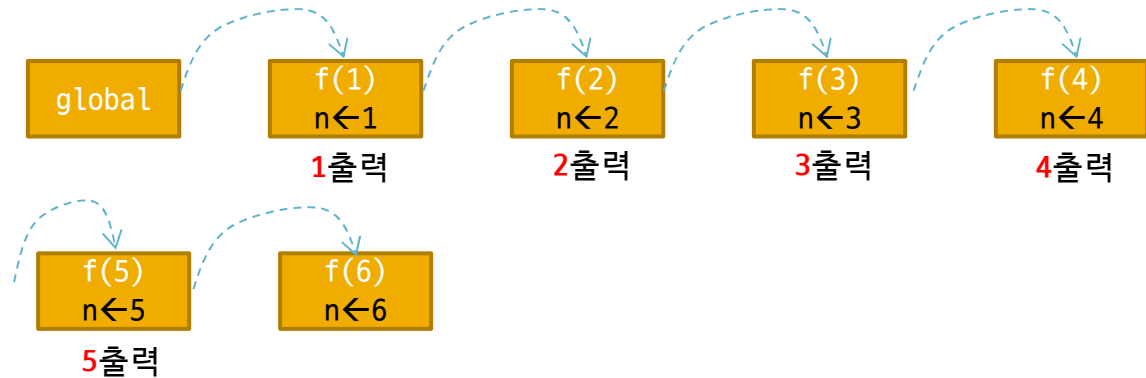 global
f(1)
n←1
1출력
f(2)
n←2
2출력
f(3)
n←3
3출력
f(4)
n←4
4출력
f(5)
n←5
5출력
f(6)
n←6